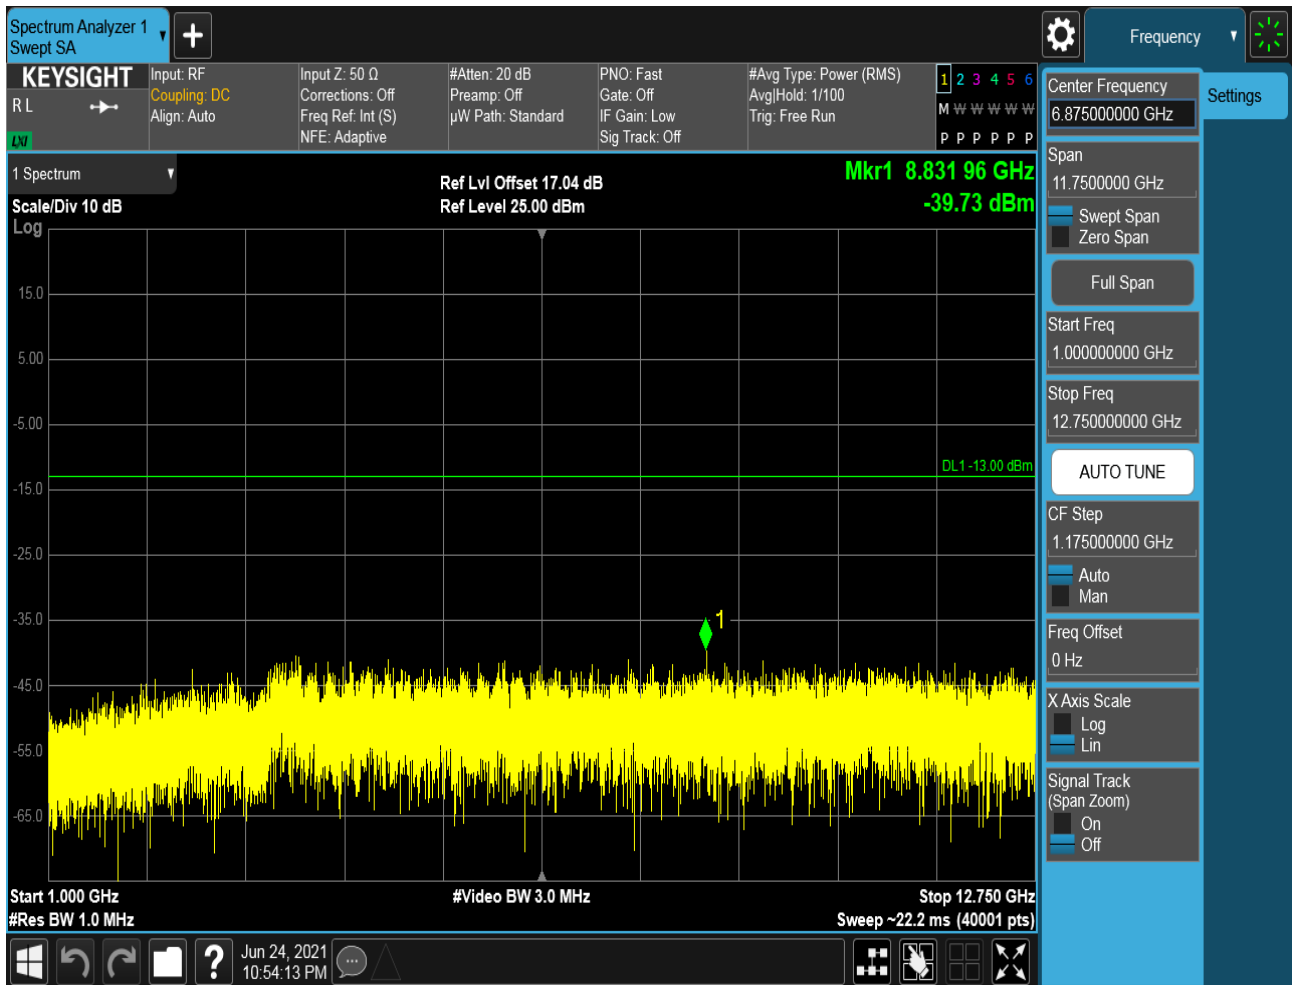 Spectrum Analyzer 1
Swept SA
Frequency
KEYSIGHT
R L
LXI
Input: RF
Coupling: DC
Align: Auto
Input Z: 50 Ω
Corrections: Off
Freq Ref: Int (S)
NFE: Adaptive
#Atten: 20 dB
Preamp: Off
µW Path: Standard
PNO: Fast
Gate: Off
IF Gain: Low
Sig Track: Off
#Avg Type: Power (RMS)
Avg|Hold: 1/100
Trig: Free Run
1 2 3 4 5 6
M W W W W W
P P P P P P
Center Frequency
6.875000000 GHz
Settings
Span
11.7500000 GHz
Swept Span
Zero Span
Full Span
Start Freq
1.000000000 GHz
Stop Freq
12.750000000 GHz
AUTO TUNE
CF Step
1.175000000 GHz
Auto
Man
Freq Offset
0 Hz
X Axis Scale
Log
Lin
Signal Track
(Span Zoom)
On
Off
1 Spectrum
Scale/Div 10 dB
Log
Ref Lvl Offset 17.04 dB
Ref Level 25.00 dBm
Mkr1 8.831 96 GHz
-39.73 dBm
15.0
5.00
-5.00
DL1 -13.00 dBm
-15.0
-25.0
-35.0
1
-45.0
-55.0
-65.0
Start 1.000 GHz
#Video BW 3.0 MHz
Stop 12.750 GHz
#Res BW 1.0 MHz
Sweep ~22.2 ms (40001 pts)
?
Jun 24, 2021
10:54:13 PM